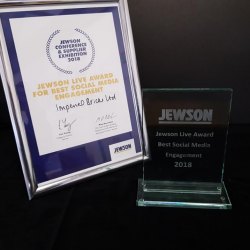 JEWSON
CONFERENCE
& SUPPLIER
EXHIBITION
2018
JEWSON LIVE AWARD
FOR BEST SOCIAL MEDIA
ENGAGEMENT
Imperial Bricks Ltd
JEWSON
JEWSON
Jewson Live Award
Best Social Media
Engagement
2018